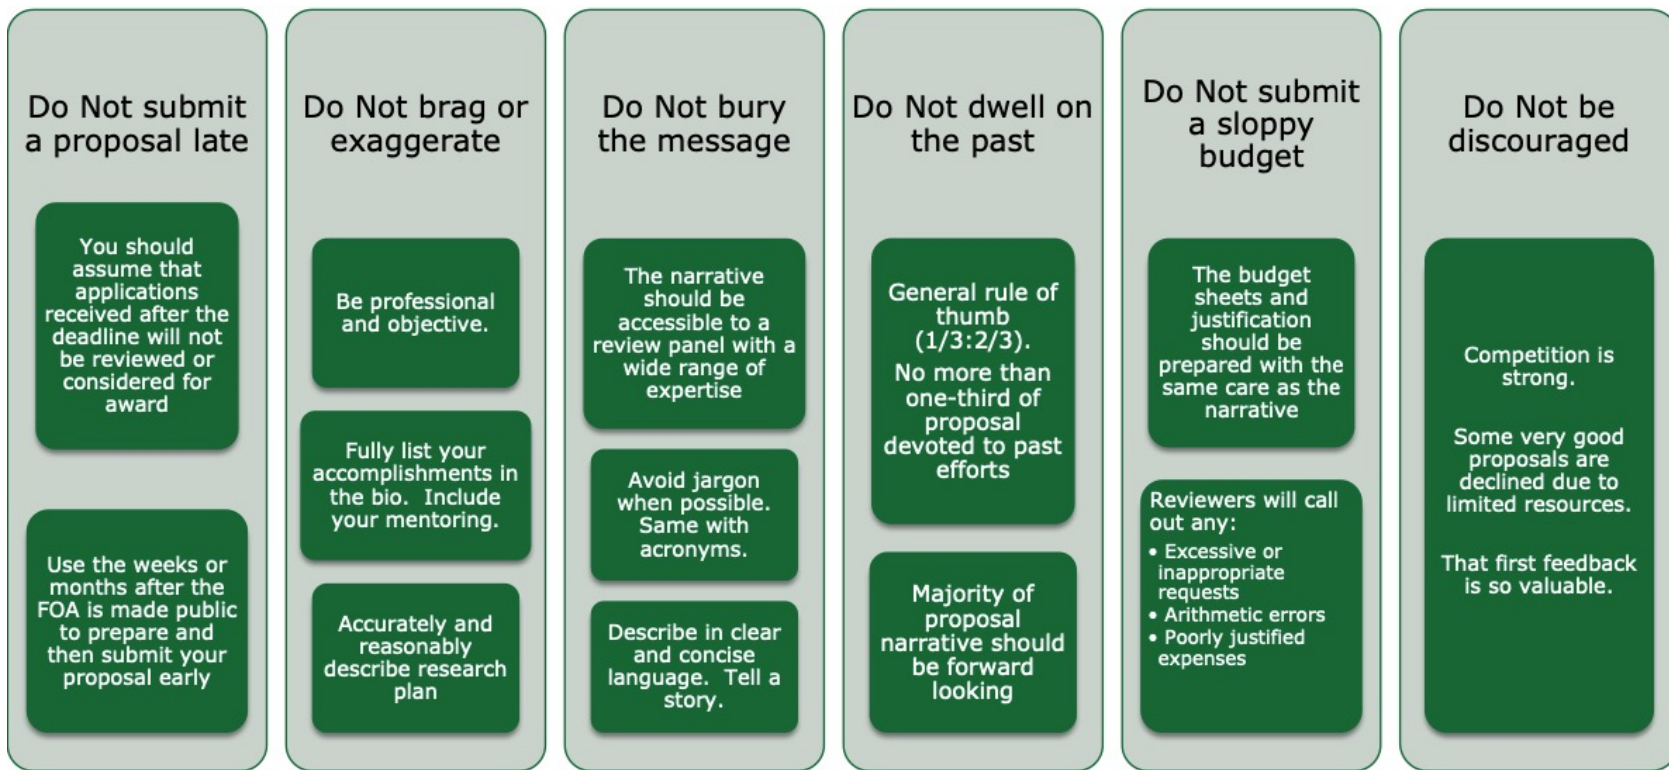 Do Not submit
a proposal late
You should
assume that
applications
received after the
deadline will not
be reviewed or
considered for
award
Use the weeks or
months after the
FOA is made public
to prepare and
then submit your
proposal early
Do Not brag or
exaggerate
Be professional
and objective.
Fully list your
accomplishments in
the bio.  Include
your mentoring.
Accurately and
reasonably
describe research
plan
Do Not bury
the message
The narrative
should be
accessible to a
review panel with a
wide range of
expertise
Avoid jargon
when possible.
Same with
acronyms.
Describe in clear
and concise
language.  Tell a
story.
Do Not dwell on
the past
General rule of
thumb
(1/3:2/3).
No more than
one-third of
proposal
devoted to past
efforts
Majority of
proposal
narrative should
be forward
looking
Do Not submit
a sloppy
budget
The budget
sheets and
justification
should be
prepared with the
same care as the
narrative
Reviewers will call
out any:
• Excessive or
inappropriate
requests
• Arithmetic errors
• Poorly justified
expenses
Do Not be
discouraged
Competition is
strong.
Some very good
proposals are
declined due to
limited resources.
That first feedback
is so valuable.